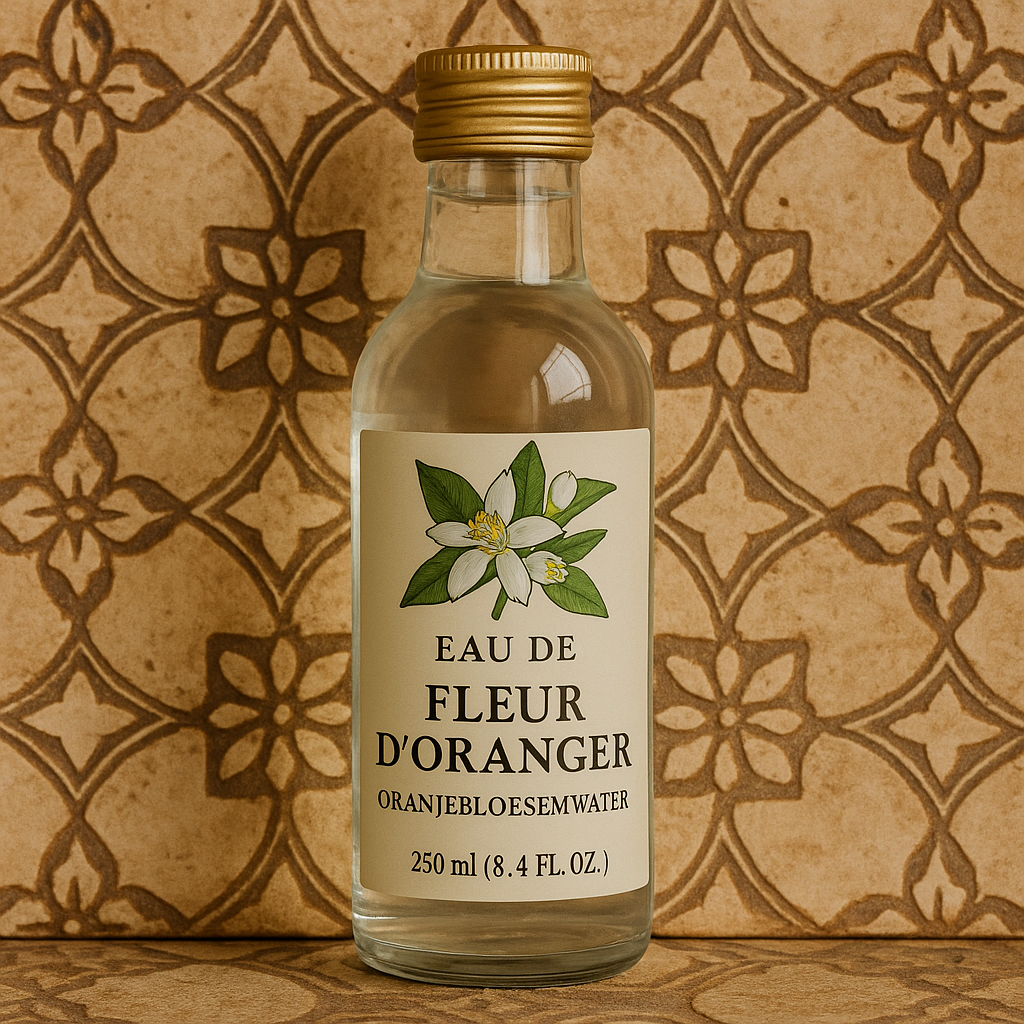 EAU DE
FLEUR
D'ORANGER
ORANJEBLOESEMWATER
250 ml (8.4 FL. OZ.)